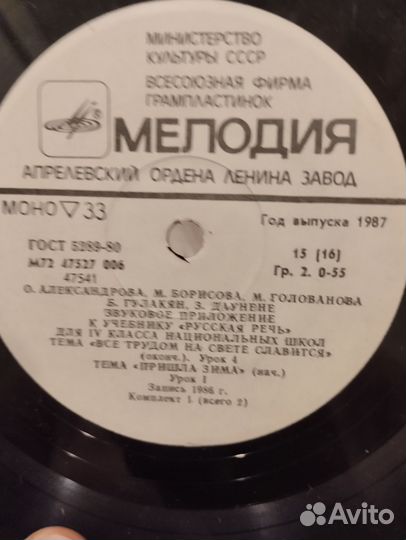 МИНИСТЕРСТВО
КУЛЬТУРЫ СССР
ВСЕСОЮЗНАЯ ФИРМА
ГРАМПЛАСТИНОК
МЕЛОДИЯ
АПРЕЛЕВСКИЙ ОРДЕНА ЛЕНИНА ЗАВОД
МОНО ▽ 33
Год выпуска 1987
ГОСТ 5289-80
15 (16)
М72 47527 006
Гр. 2. 0-55
47541
О. АЛЕКСАНДРОВА, М. БОРИСОВА, М. ГОЛОВАНОВА
Б. ГУЛАКЯН, З. ДАУНЕНЕ
ЗВУКОВОЕ ПРИЛОЖЕНИЕ
К УЧЕБНИКУ «РУССКАЯ РЕЧЬ»
ДЛЯ IV КЛАССА НАЦИОНАЛЬНЫХ ШКОЛ
ТЕМА «ВСЕ ТРУДОМ НА СВЕТЕ СЛАВИТСЯ»
(оконч.). Урок 4
ТЕМА «ПРИШЛА ЗИМА» (нач.)
Урок 1
Запись 1986 г.
Комплект 1 (всего 2)
Avito